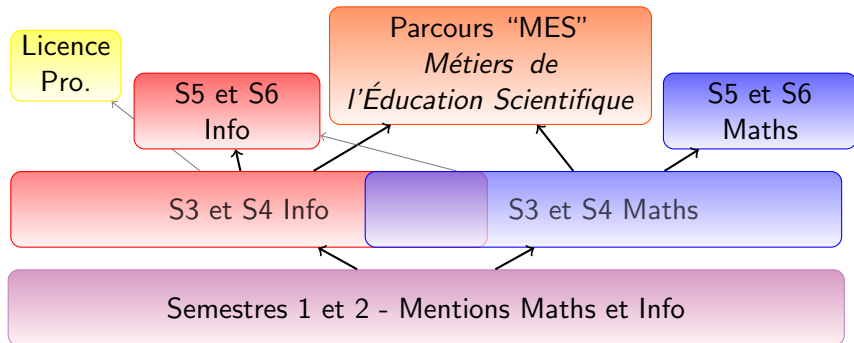 Licence
Pro.
S5 et S6
Info
Parcours “MES”
Métiers de
l'Éducation Scientifique
S5 et S6
Maths
S3 et S4 Info
S3 et S4 Maths
Semestres 1 et 2 - Mentions Maths et Info